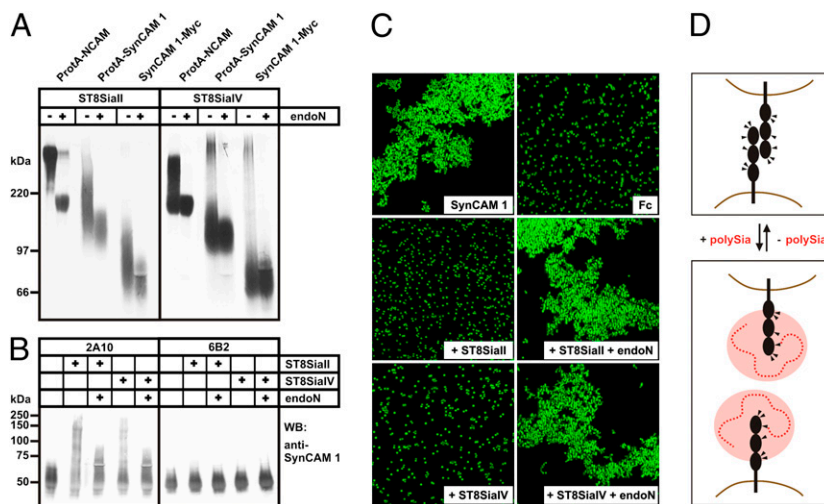 A
ProtA-NCAM
ProtA-SynCAM 1
SynCAM 1-Myc
ProtA-NCAM
ProtA-SynCAM 1
SynCAM 1-Myc
ST8SiaII
ST8SiaIV
- + - + - + - + - + - + endoN
kDa
220
97
66
B
2A10
6B2
+ + + + ST8SiaII
+ + + + ST8SiaIV
kDa
+ + + + endoN
250
150
100
75
50
WB:
anti-
SynCAM 1
C
SynCAM 1
Fc
+ ST8SiaII
+ ST8SiaII + endoN
+ ST8SiaIV
+ ST8SiaIV + endoN
D
+ polySia
- polySia